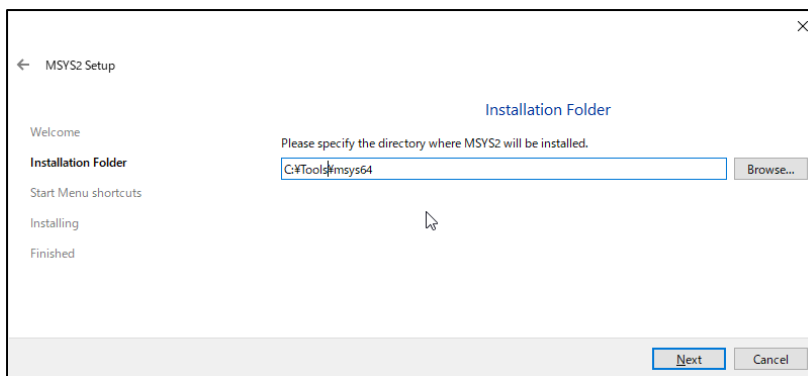 MSYS2 Setup
Installation Folder
Welcome
Please specify the directory where MSYS2 will be installed.
Installation Folder
C:¥Tools¥msys64
Browse...
Start Menu shortcuts
Installing
Finished
Next
Cancel